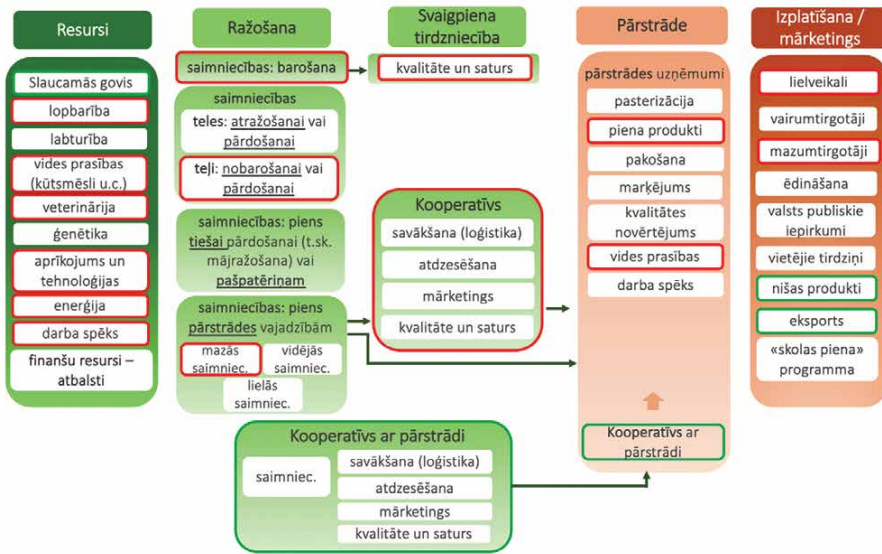 Resursi
Slaucamās govis
lopbarība
labturība
vides prasības
(kūtsmēsli u.c.)
veterinārija
ģenētika
aprīkojums un
tehnoloģijas
enerģija
darba spēks
finanšu resursi –
atbalsti
Ražošana
saimniecības: barošana
saimniecības
teles: atražošanai vai
pārdošanai
teļi: nobarošanai vai
pārdošanai
saimniecības: piens
tiešai pārdošanai (t.sk.
mājražošana) vai
pašpatēriņam
saimniecības: piens
pārstrādes vajadzībām
mazās
saimniec.
vidējās
saimniec.
lielās
saimniec.
Svaigpiena
tirdzniecība
kvalitāte un saturs
Kooperatīvs
savākšana (loģistika)
atdzesēšana
mārketings
kvalitāte un saturs
Kooperatīvs ar pārstrādi
saimniec.
savākšana (loģistika)
atdzesēšana
mārketings
kvalitāte un saturs
Pārstrāde
pārstrādes uzņēmumi
pasterizācija
piena produkti
pakošana
marķējums
kvalitātes
novērtējums
vides prasības
darba spēks
Kooperatīvs ar
pārstrādi
Izplatīšana /
mārketings
lielveikali
vairumtirgotāji
mazumtirgotāji
ēdināšana
valsts publiskie
iepirkumi
vietējie tirdziņi
nišas produkti
eksports
«skolas piena»
programma